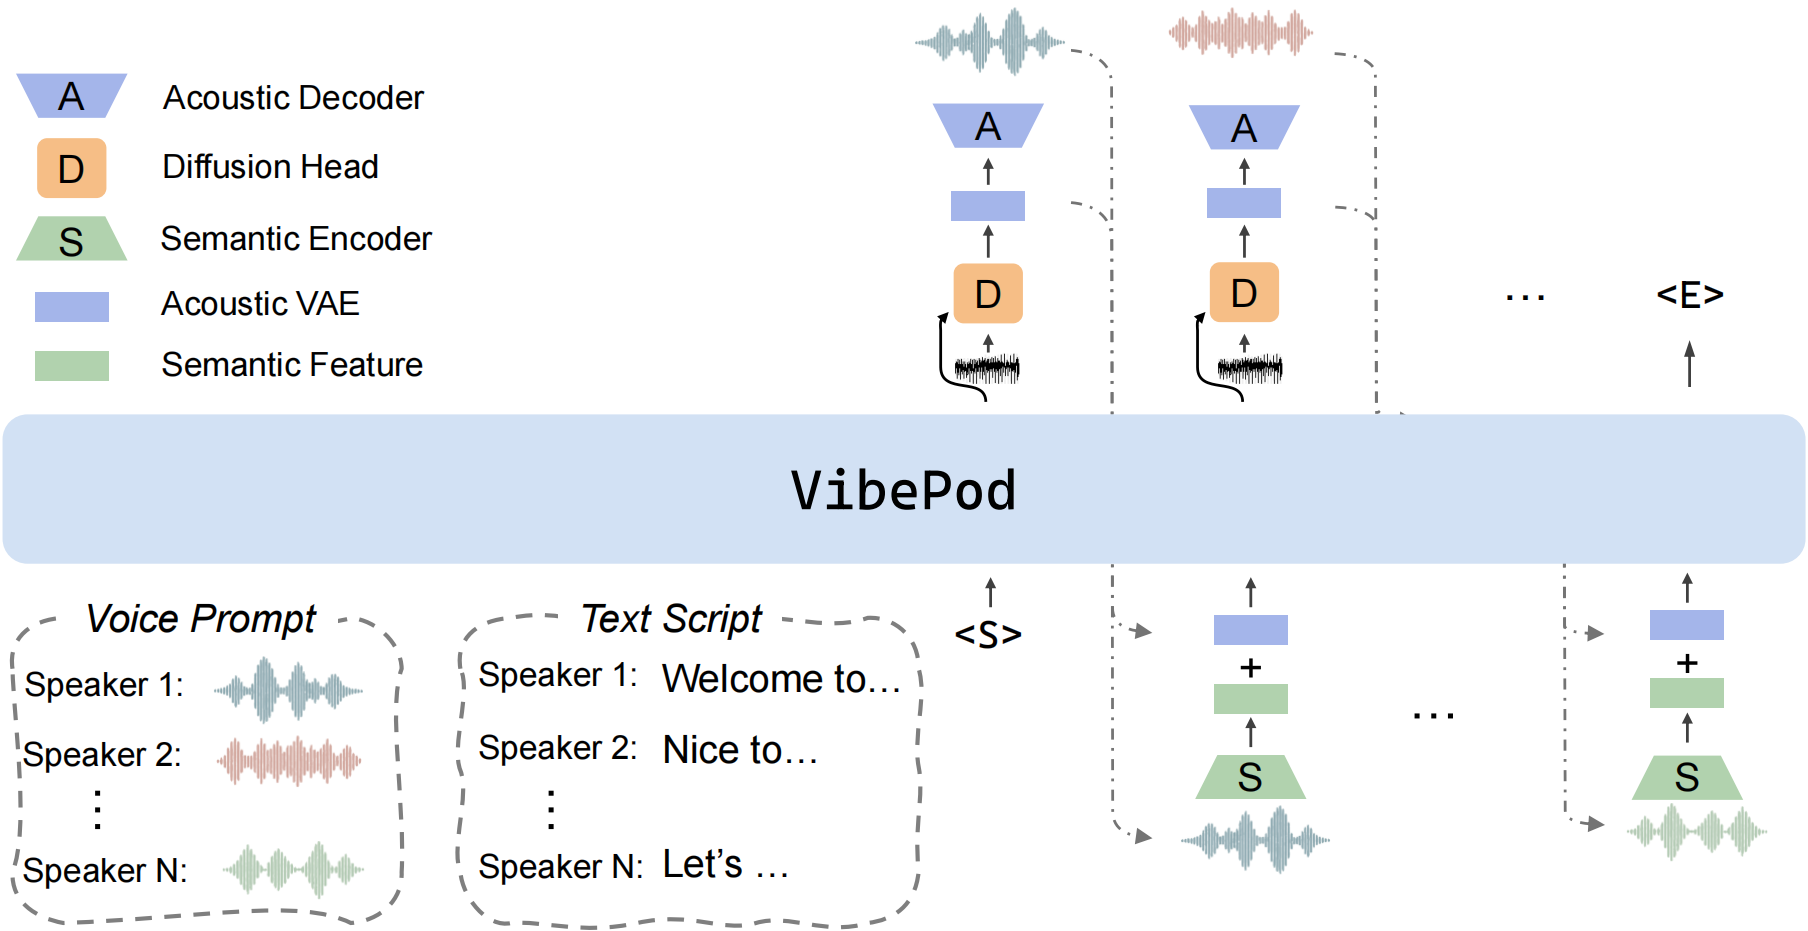 A Acoustic Decoder
D Diffusion Head
S Semantic Encoder
Acoustic VAE
Semantic Feature
A A
D D
... <E>
VibePod
Voice Prompt
Speaker 1:
Speaker 2:
⋮
Speaker N:
Text Script
Speaker 1: Welcome to...
Speaker 2: Nice to...
⋮
Speaker N: Let's ...
<S>
+ +
...
S S